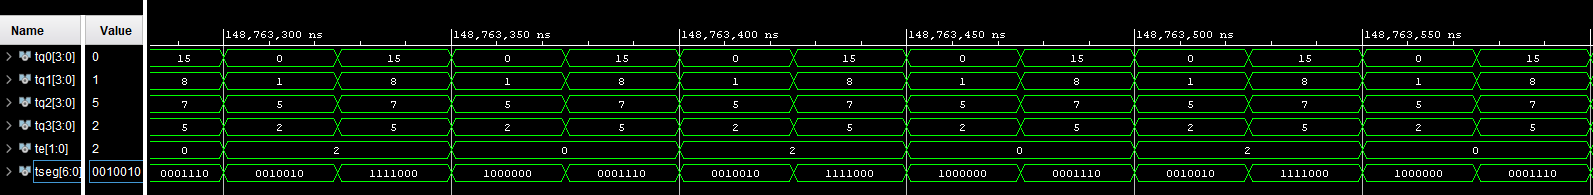 Name Value
148,763,300 ns 148,763,350 ns 148,763,400 ns 148,763,450 ns 148,763,500 ns 148,763,550 ns
tq0[3:0] 0 15 0 15 0 15 0 15 0 15 0 15 0 15
tq1[3:0] 1 8 1 8 1 8 1 8 1 8 1 8 1 8
tq2[3:0] 5 7 5 7 5 7 5 7 5 7 5 7 5 7
tq3[3:0] 2 5 2 5 2 5 2 5 2 5 2 5 2 5
te[1:0] 2 0 2 0 2 0 2 0
tseg[6:0] 0010010 0001110 0010010 1111000 1000000 0001110 0010010 1111000 1000000 0001110 0010010 1111000 1000000 0001110